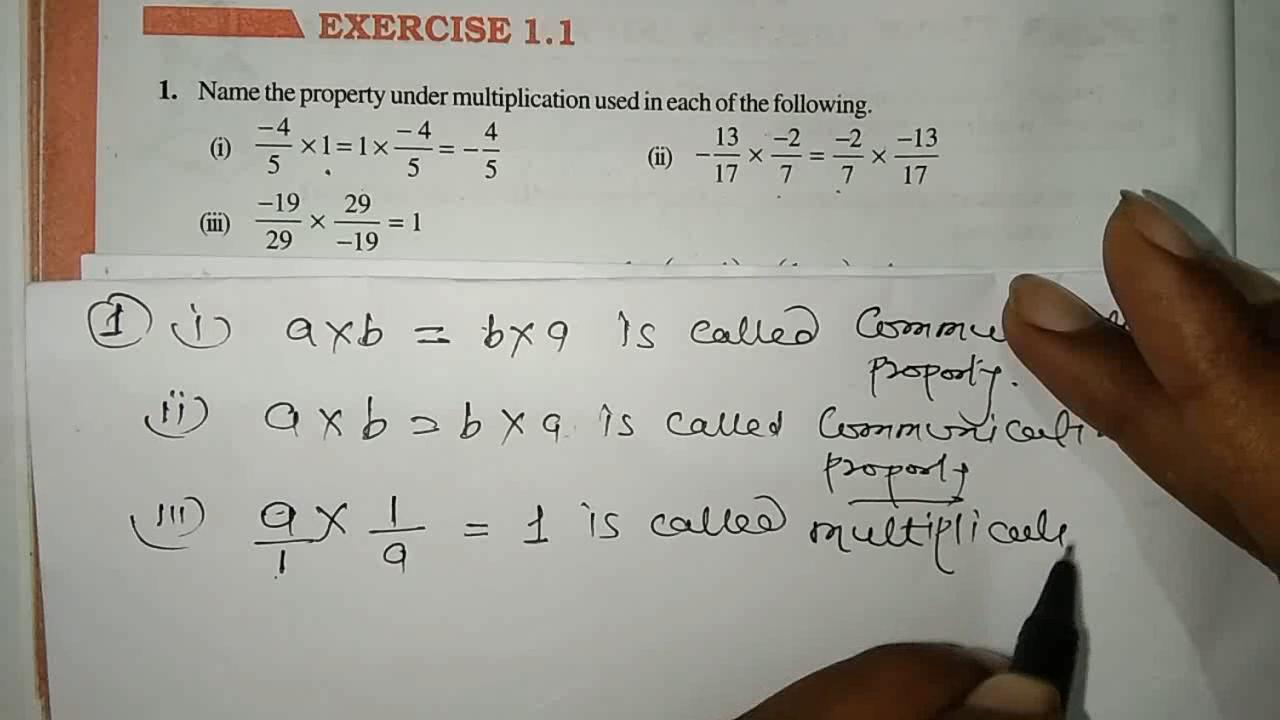 EXERCISE 1.1
1. Name the property under multiplication used in each of the following.
(i) −4/5 × 1 = 1 × −4/5 = −4/5
(ii) −13/17 × −2/7 = −2/7 × −13/17
(iii) −19/29 × 29/−19 = 1
① i) a×b = b×a is called Commu
Property.
ii) a × b = b × a is called
Property
iii) a/1 × 1/a = 1 is called